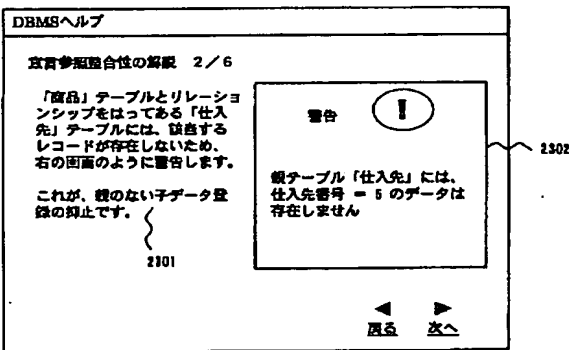 DBMSヘルプ
宣言参照整合性の解説 2/6
「商品」テーブルとリレーショ
ンシップをはってある「仕入
先」テーブルには、該当する
レコードが存在しないため、
右の画面のように警告します。
これが、親のない子データ登
録の抑止です。
2301
警告 !
親テーブル「仕入先」には、
仕入先番号 = 5 のデータは
存在しません
2302
◀ ▶
戻る 次へ